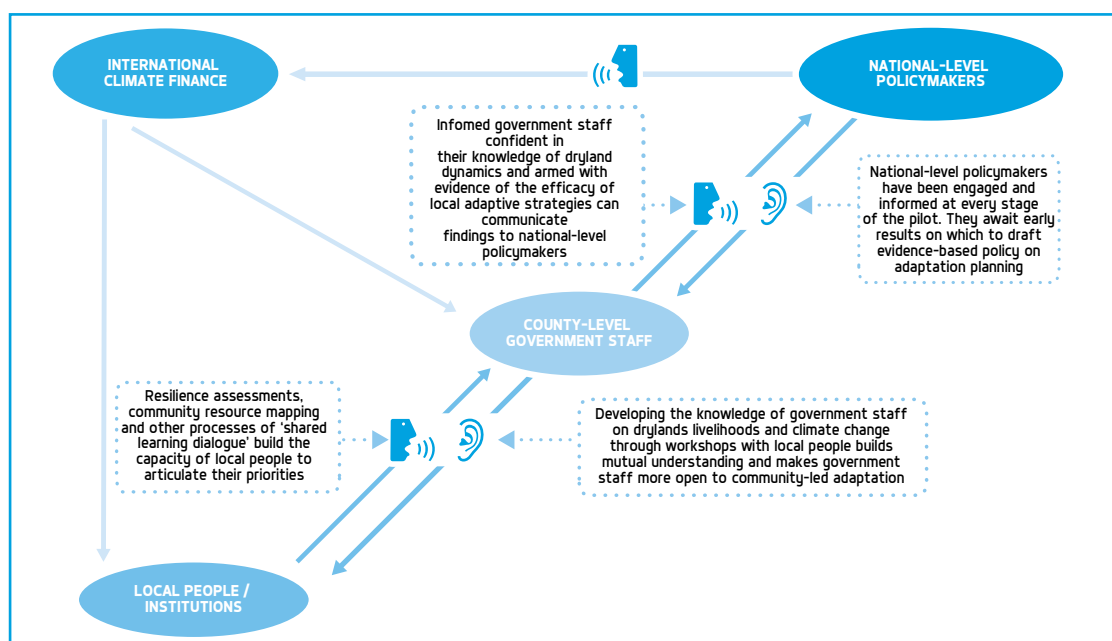 INTERNATIONAL
CLIMATE FINANCE
NATIONAL-LEVEL
POLICYMAKERS
Infomed government staff
confident in
their knowledge of dryland
dynamics and armed with
evidence of the efficacy of
local adaptive strategies can
communicate
findings to national-level
policymakers
National-level policymakers
have been engaged and
informed at every stage
of the pilot. They await early
results on which to draft
evidence-based policy on
adaptation planning
COUNTY-LEVEL
GOVERNMENT STAFF
Resilience assessments,
community resource mapping
and other processes of ‘shared
learning dialogue’ build the
capacity of local people to
articulate their priorities
Developing the knowledge of government staff
on drylands livelihoods and climate change
through workshops with local people builds
mutual understanding and makes government
staff more open to community-led adaptation
LOCAL PEOPLE /
INSTITUTIONS